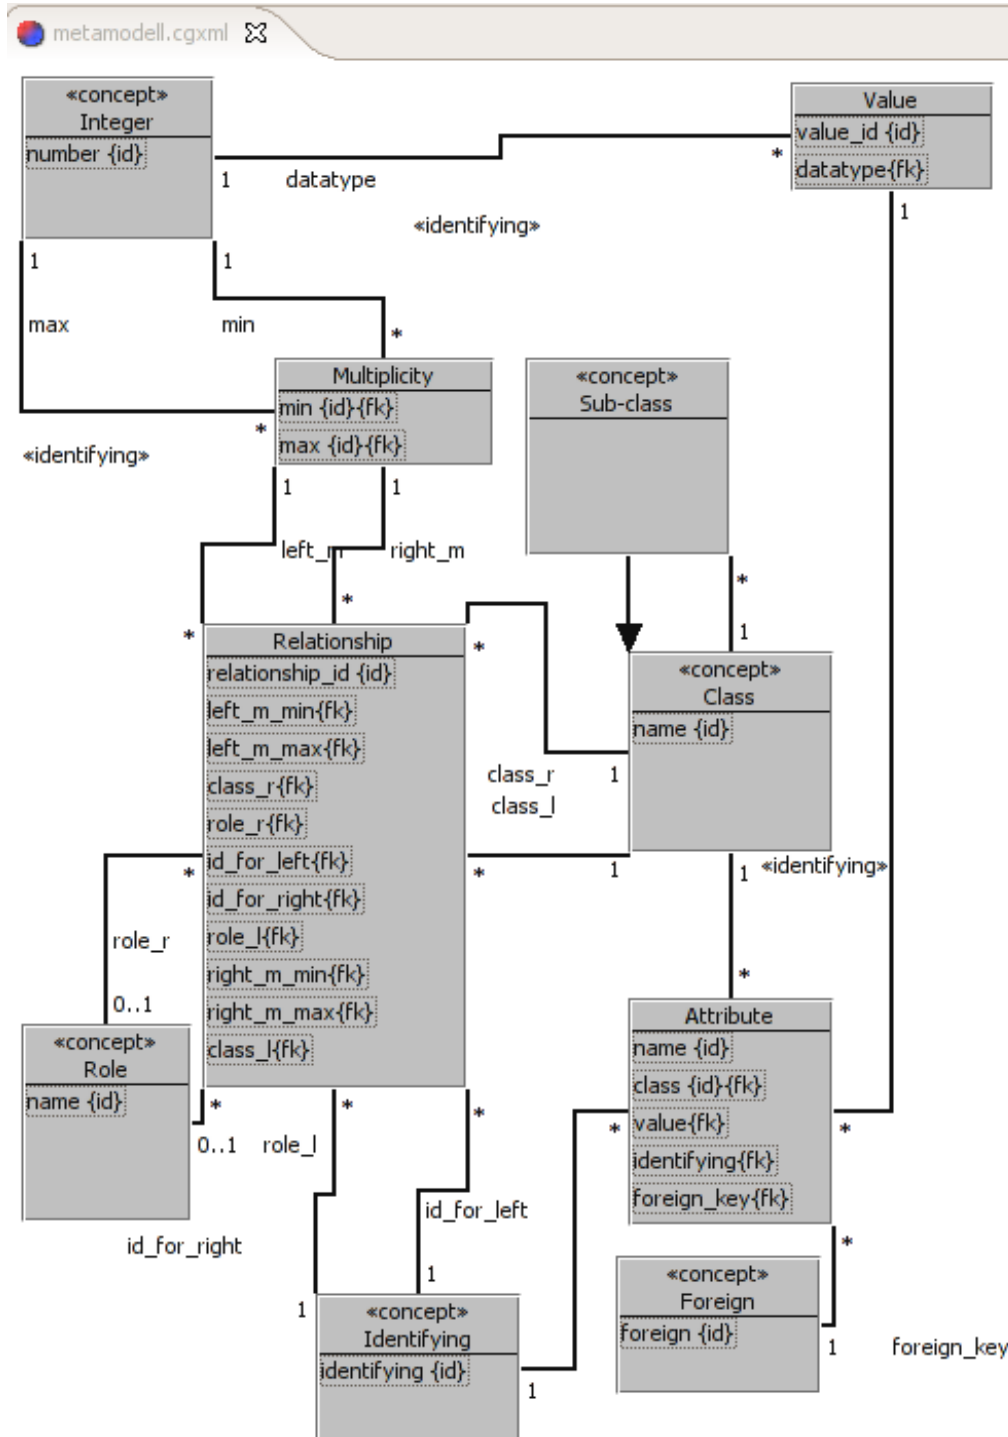 metamodell.cgxml
«concept»
Integer
number {id}
Value
value_id {id}
datatype{fk}
1
datatype
*
«identifying»
1
1
1
max
min
*
Multiplicity
min {id}{fk}
max {id}{fk}
*
«identifying»
«concept»
Sub-class
1
1
left_m
right_m
*
*
*
1
Relationship
relationship_id {id}
left_m_min{fk}
left_m_max{fk}
class_r{fk}
role_r{fk}
id_for_left{fk}
id_for_right{fk}
role_l{fk}
right_m_min{fk}
right_m_max{fk}
class_l{fk}
*
«concept»
Class
name {id}
class_r
1
class_l
*
*
1
1
«identifying»
role_r
0..1
*
«concept»
Role
name {id}
Attribute
name {id}
class {id}{fk}
value{fk}
identifying{fk}
foreign_key{fk}
*
*
*
*
*
0..1
role_l
id_for_left
id_for_right
1
1
*
«concept»
Identifying
identifying {id}
1
«concept»
Foreign
foreign {id}
1
foreign_key